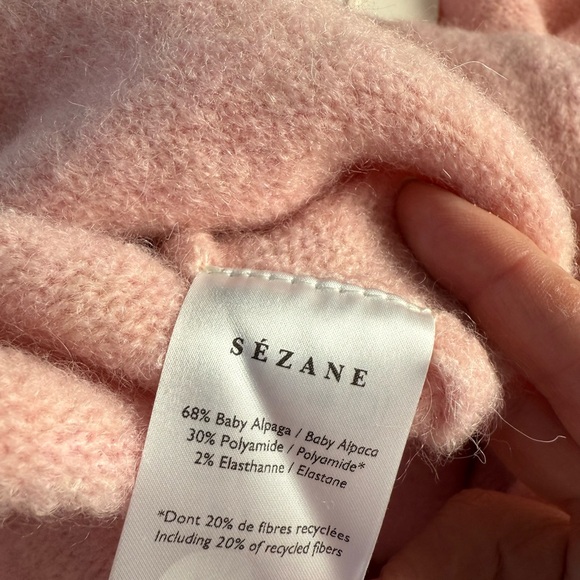 SÉZANE
68% Baby Alpaga / Baby Alpaca
30% Polyamide / Polyamide*
2% Elasthanne / Elastane
*Dont 20% de fibres recyclées
Including 20% of recycled fibers